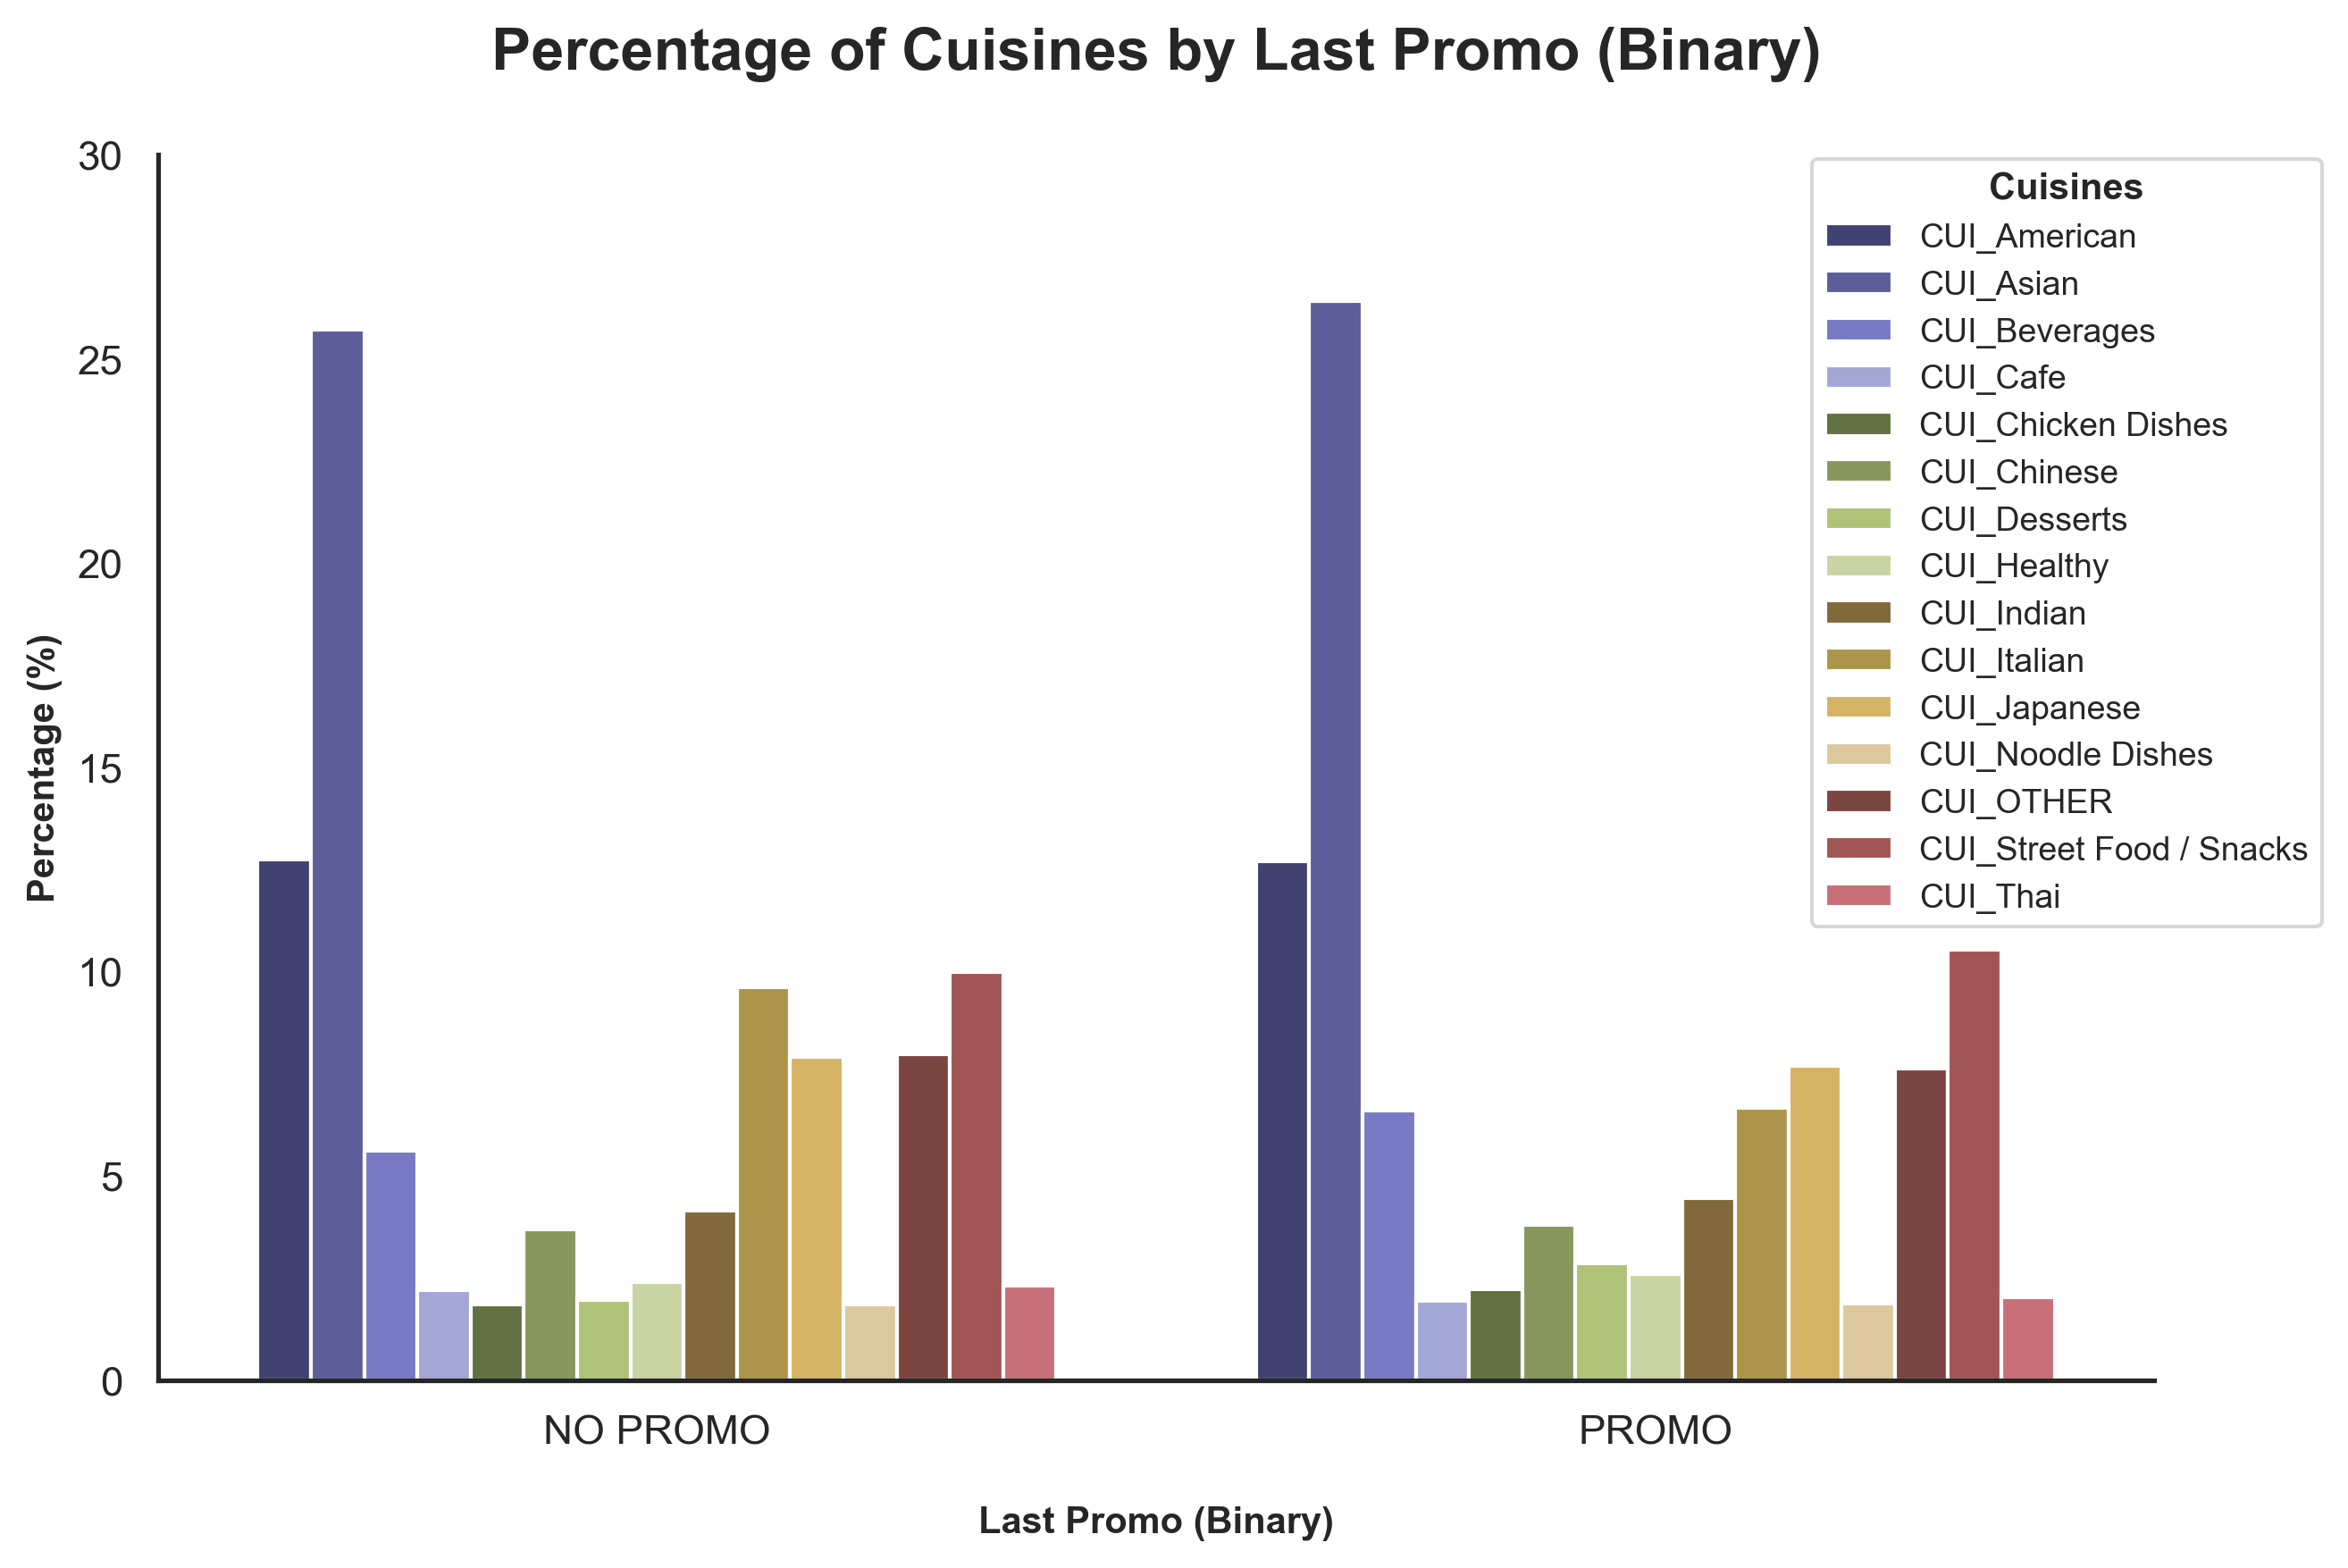 Percentage of Cuisines by Last Promo (Binary)
30
25
20
15
10
5
0
Percentage (%)
NO PROMO
PROMO
Last Promo (Binary)
Cuisines
CUI_American
CUI_Asian
CUI_Beverages
CUI_Cafe
CUI_Chicken Dishes
CUI_Chinese
CUI_Desserts
CUI_Healthy
CUI_Indian
CUI_Italian
CUI_Japanese
CUI_Noodle Dishes
CUI_OTHER
CUI_Street Food / Snacks
CUI_Thai